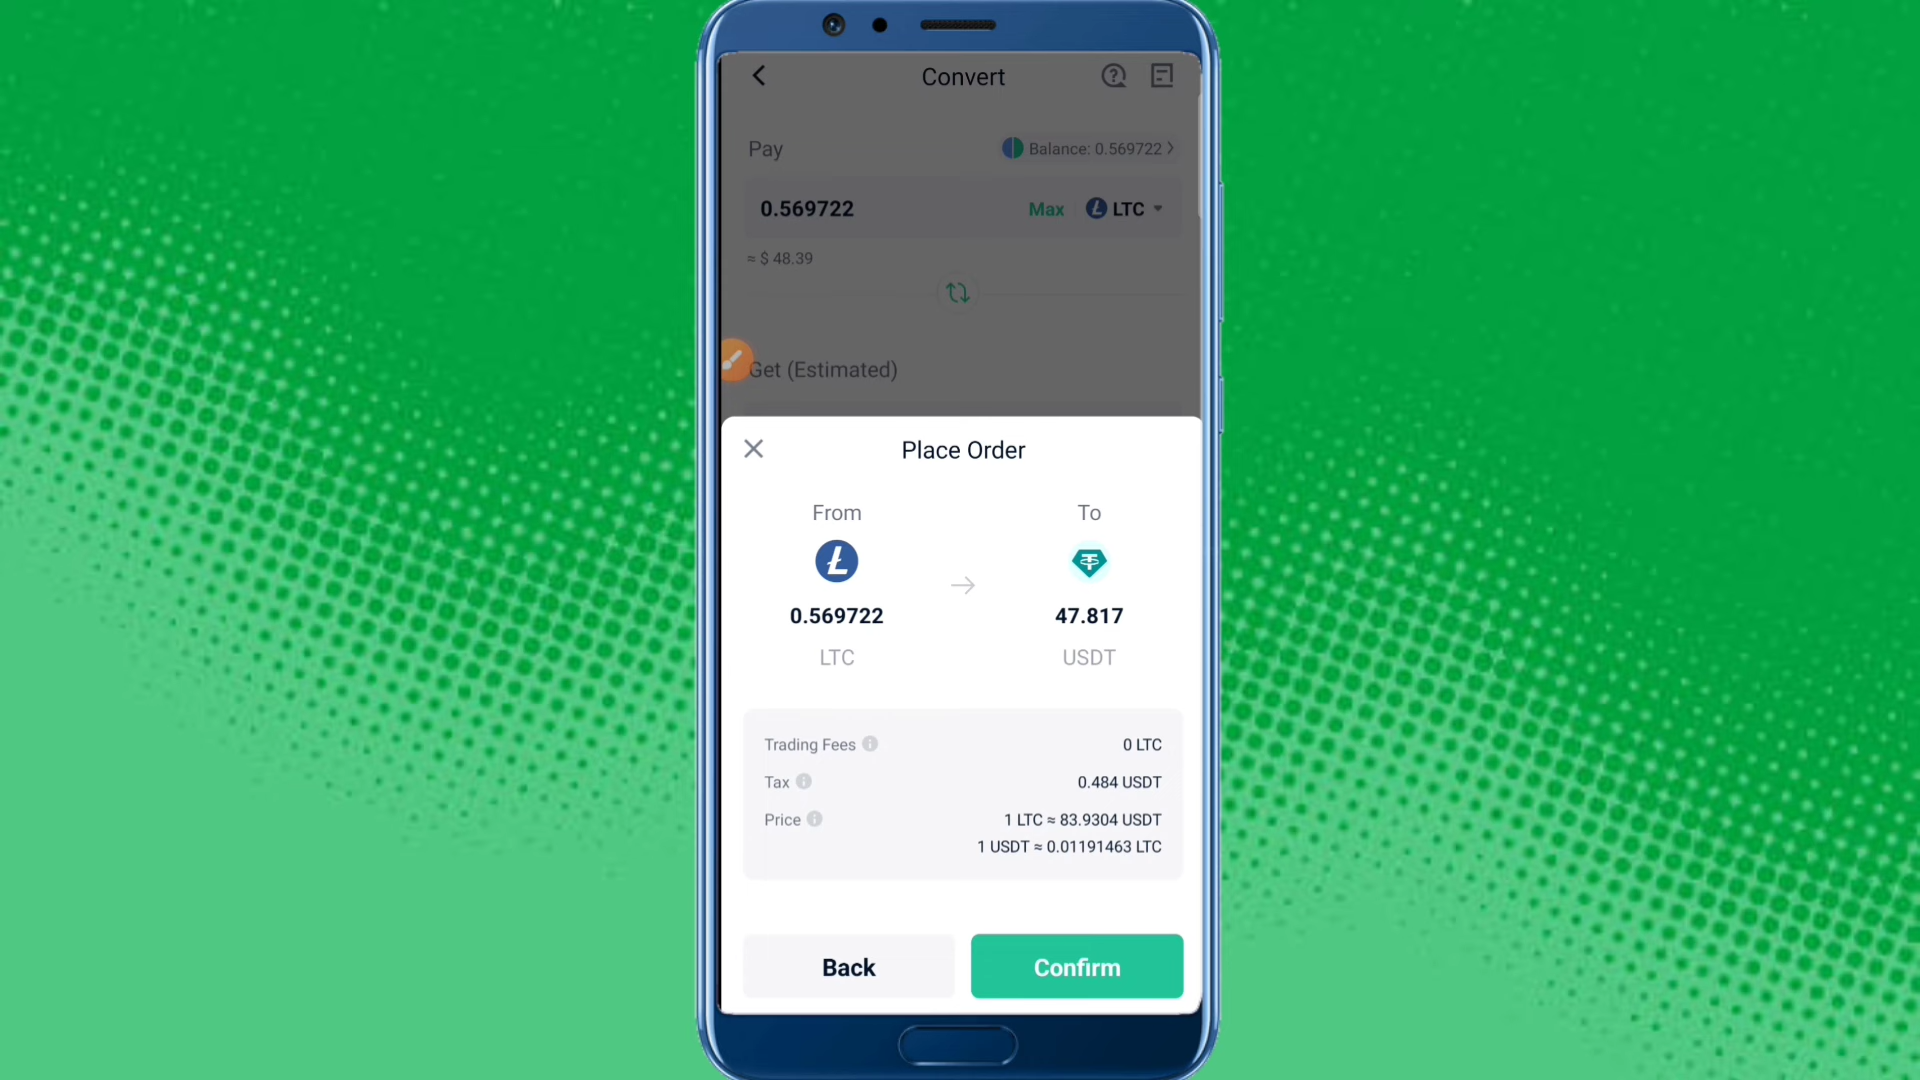 Convert
Pay
Balance: 0.569722
0.569722
Max
LTC
≈ $ 48.39
Get (Estimated)
Place Order
From
To
0.569722
47.817
LTC
USDT
Trading Fees
0 LTC
Tax
0.484 USDT
Price
1 LTC ≈ 83.9304 USDT
1 USDT ≈ 0.01191463 LTC
Back
Confirm